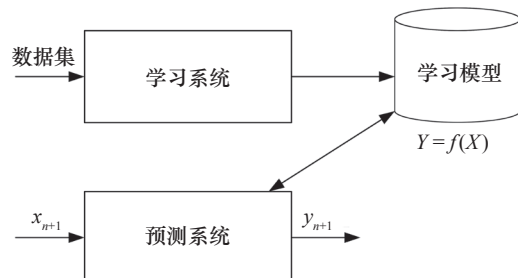 数据集
学习系统
学习模型
Y=f(X)
x_{n+1}
预测系统
y_{n+1}